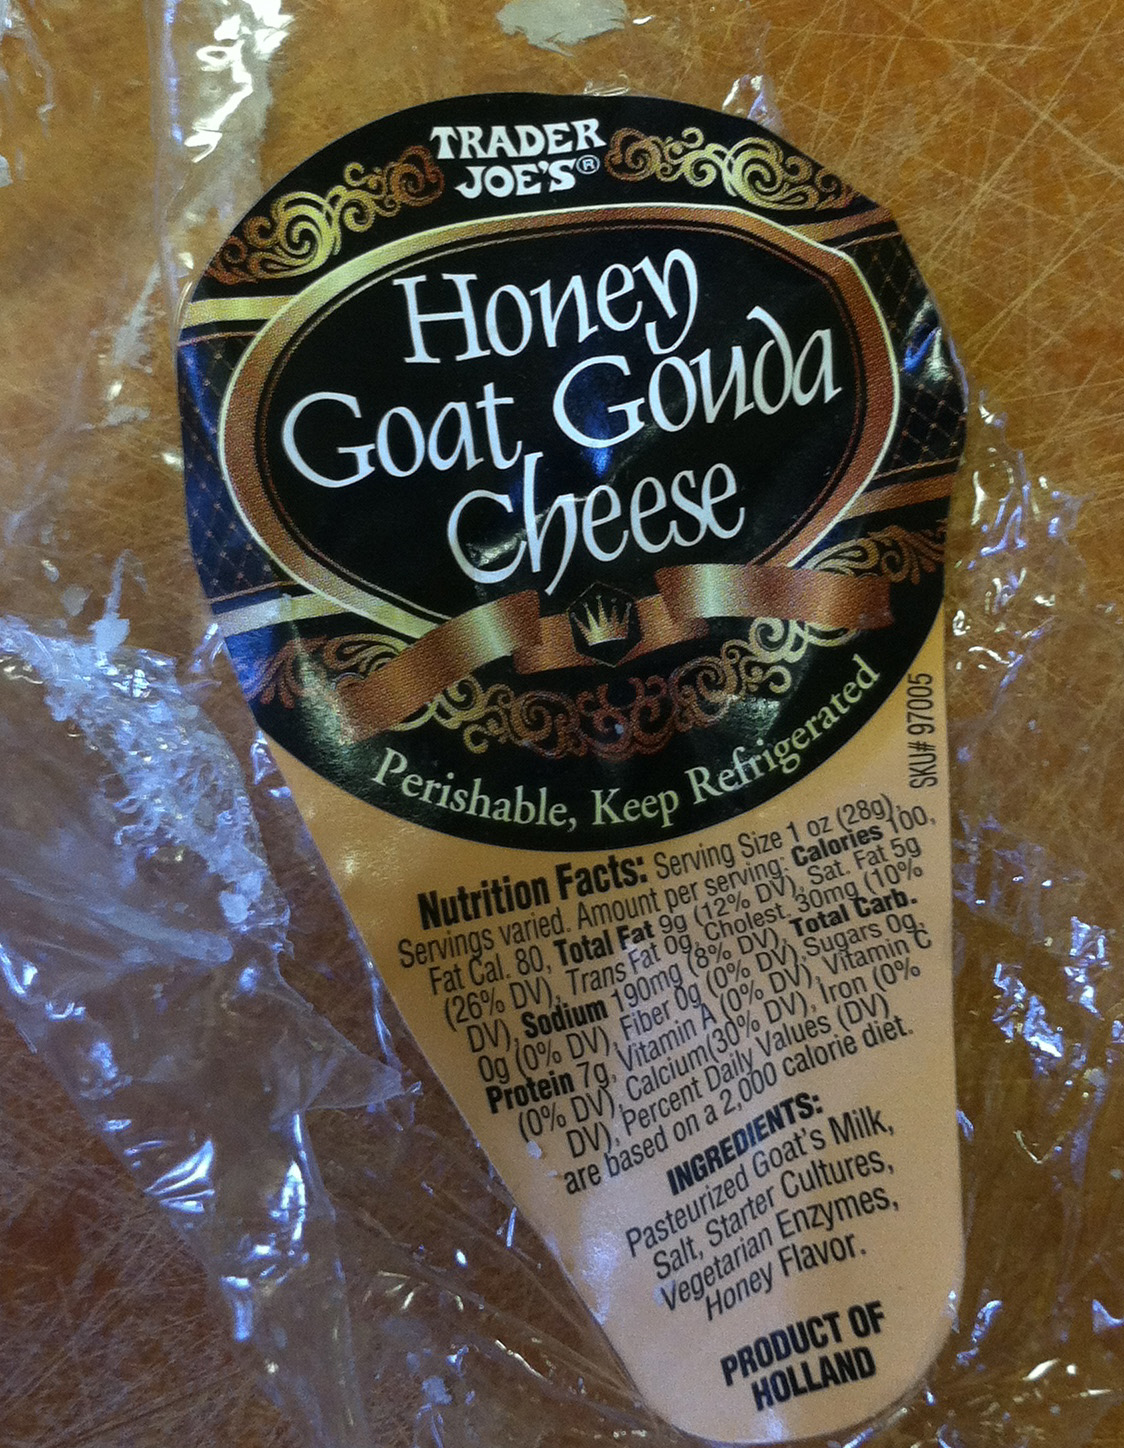 TRADER
JOE'S®
Honey
Goat Gouda
Cheese
Perishable, Keep Refrigerated
SKU# 97005
Nutrition Facts: Serving Size 1 oz (28g),
Servings varied. Amount per serving: Calories 100,
Fat Cal. 80, Total Fat 9g (12% DV), Sat. Fat 5g
(26% DV), Trans Fat 0g, Cholest. 30mg (10%
DV), Sodium 190mg (8% DV), Total Carb.
0g (0% DV), Fiber 0g (0% DV), Sugars 0g,
Protein 7g, Vitamin A (0% DV), Vitamin C
(0% DV), Calcium(30% DV), Iron (0%
DV), Percent Daily Values (DV)
are based on a 2,000 calorie diet.
INGREDIENTS:
Pasteurized Goat's Milk,
Salt, Starter Cultures,
Vegetarian Enzymes,
Honey Flavor.
PRODUCT OF
HOLLAND